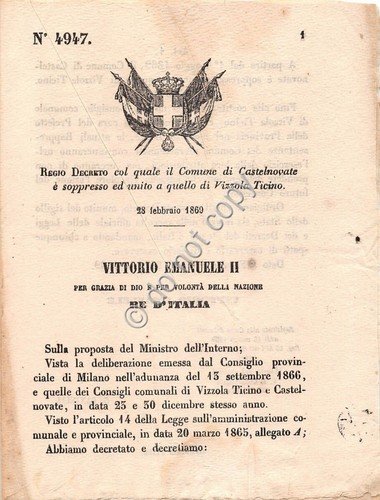 N° 4947.
1
REGIO DECRETO col quale il Comune di Castelnovate
è soppresso ed unito a quello di Vizzola Ticino.
28 febbraio 1869
VITTORIO EMANUELE II
PER GRAZIA DI DIO E PER VOLONTÀ DELLA NAZIONE
RE D'ITALIA
Sulla proposta del Ministro dell'Interno;
Vista la deliberazione emessa dal Consiglio provin-
ciale di Milano nell'adunanza del 13 settembre 1866,
e quelle dei Consigli comunali di Vizzola Ticino e Castel-
novate, in data 23 e 30 dicembre stesso anno.
Visto l'articolo 14 della Legge sull'amministrazione co-
munale e provinciale, in data 20 marzo 1865, allegato A;
Abbiamo decretato e decretiamo:
do not copy